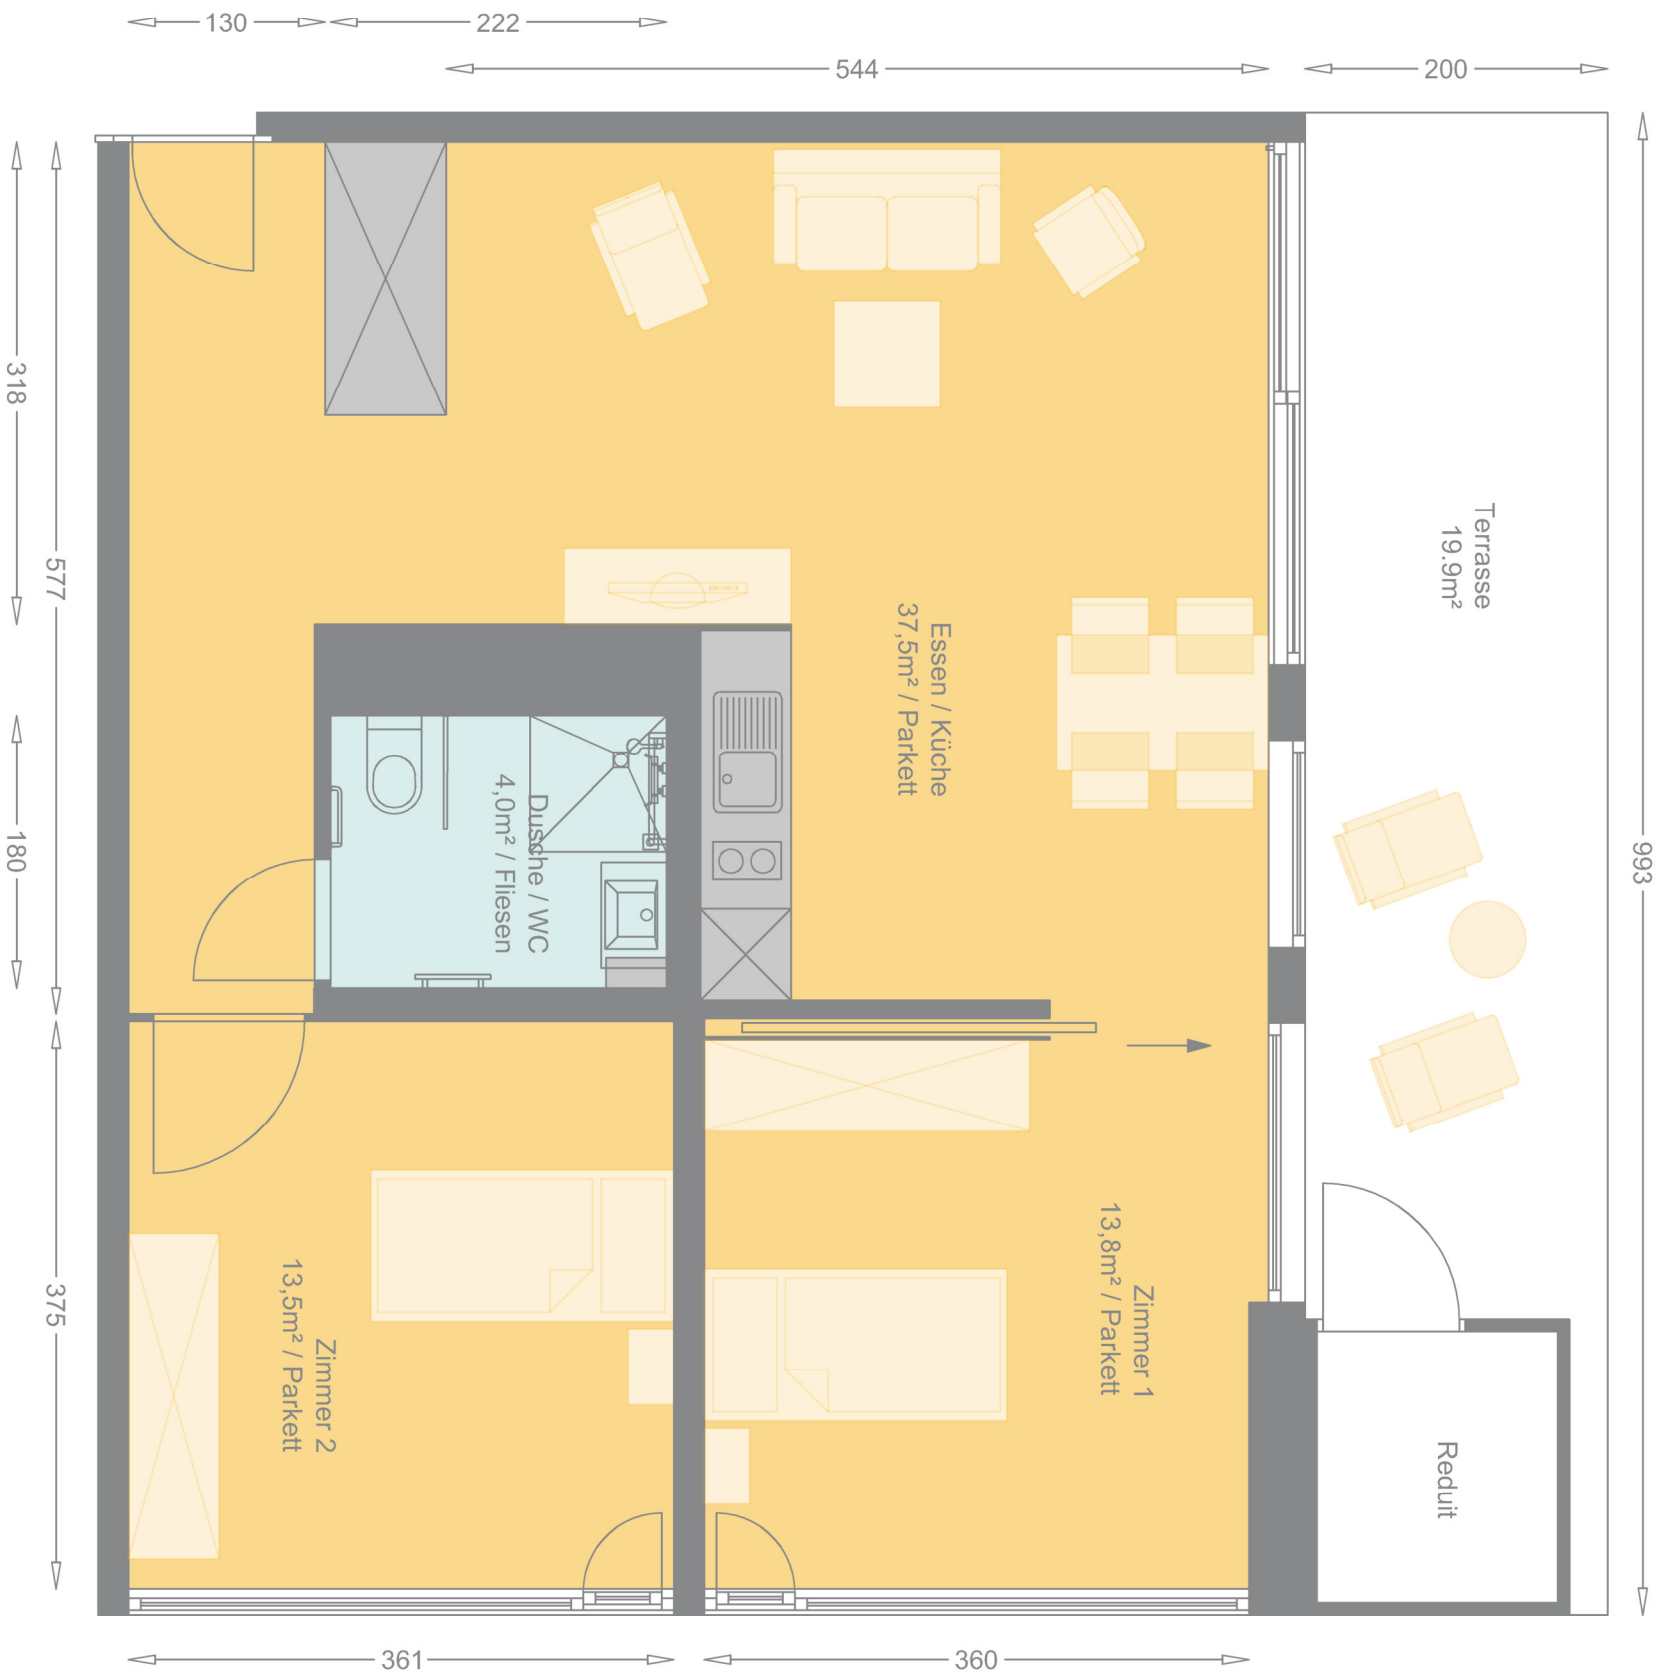 130
222
544
200
318
577
180
375
993
Terrasse
19.9m²
Essen / Küche
37,5m² / Parkett
Dusche / WC
4,0m² / Fliesen
Zimmer 1
13,8m² / Parkett
Zimmer 2
13,5m² / Parkett
Reduit
361
360